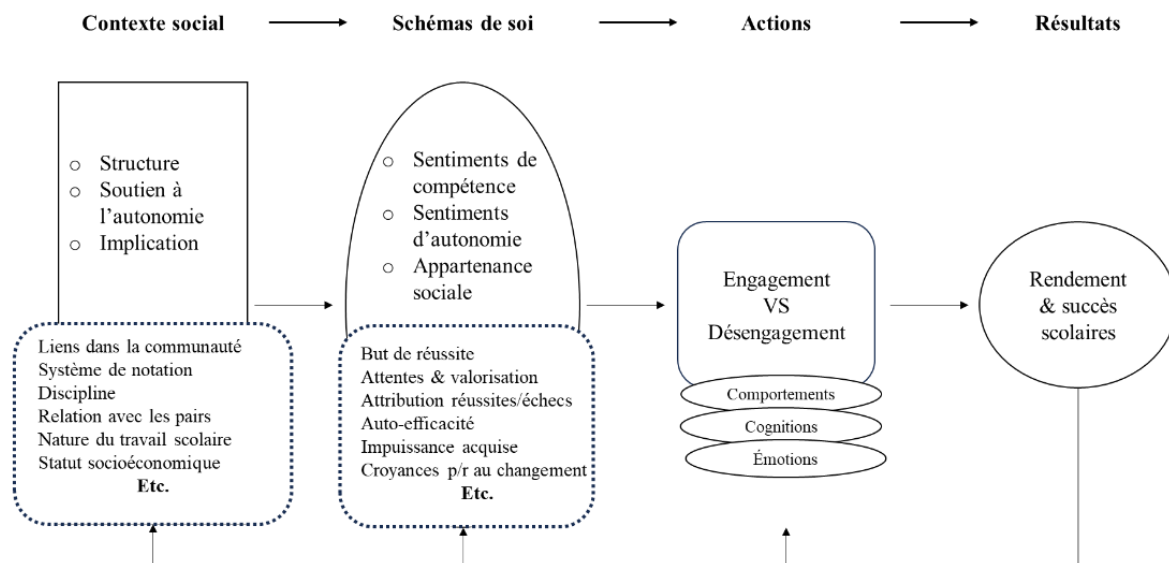 Contexte social
Schémas de soi
Actions
Résultats
Structure
Soutien à
l’autonomie
Implication
Liens dans la communauté
Système de notation
Discipline
Relation avec les pairs
Nature du travail scolaire
Statut socioéconomique
Etc.
Sentiments de
compétence
Sentiments
d’autonomie
Appartenance
sociale
But de réussite
Attentes & valorisation
Attribution réussites/échecs
Auto-efficacité
Impuissance acquise
Croyances p/r au changement
Etc.
Engagement
VS
Désengagement
Comportements
Cognitions
Émotions
Rendement
& succès
scolaires